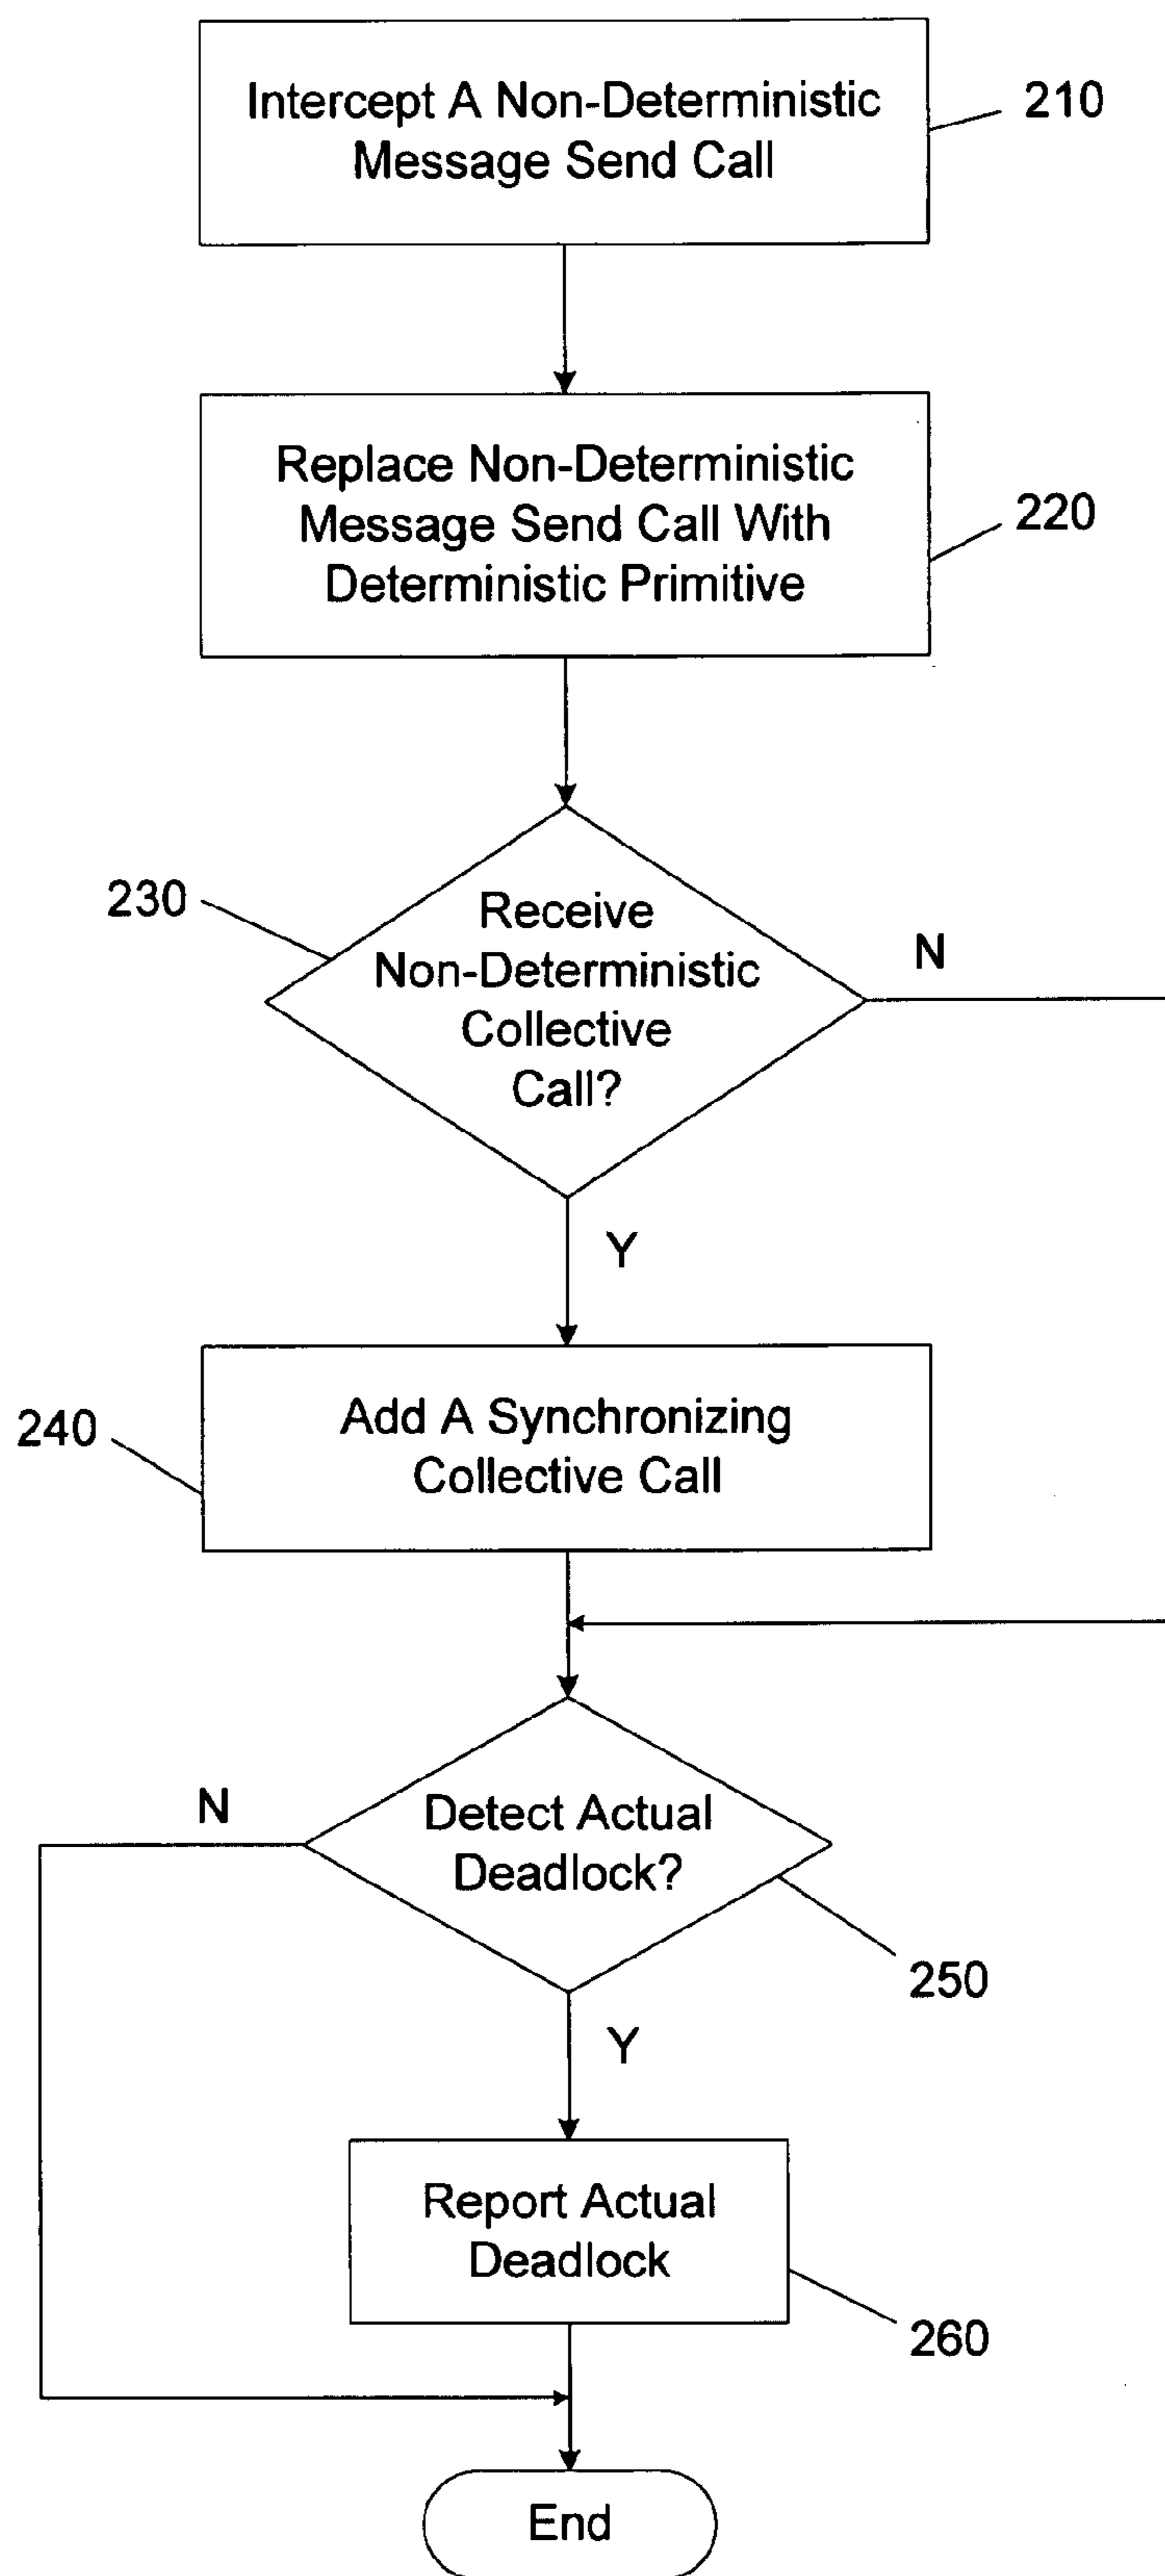 Intercept A Non-Deterministic
Message Send Call
210
Replace Non-Deterministic
Message Send Call With
Deterministic Primitive
220
230
Receive
Non-Deterministic
Collective
Call?
N
Y
240
Add A Synchronizing
Collective Call
N
Detect Actual
Deadlock?
250
Y
Report Actual
Deadlock
260
End